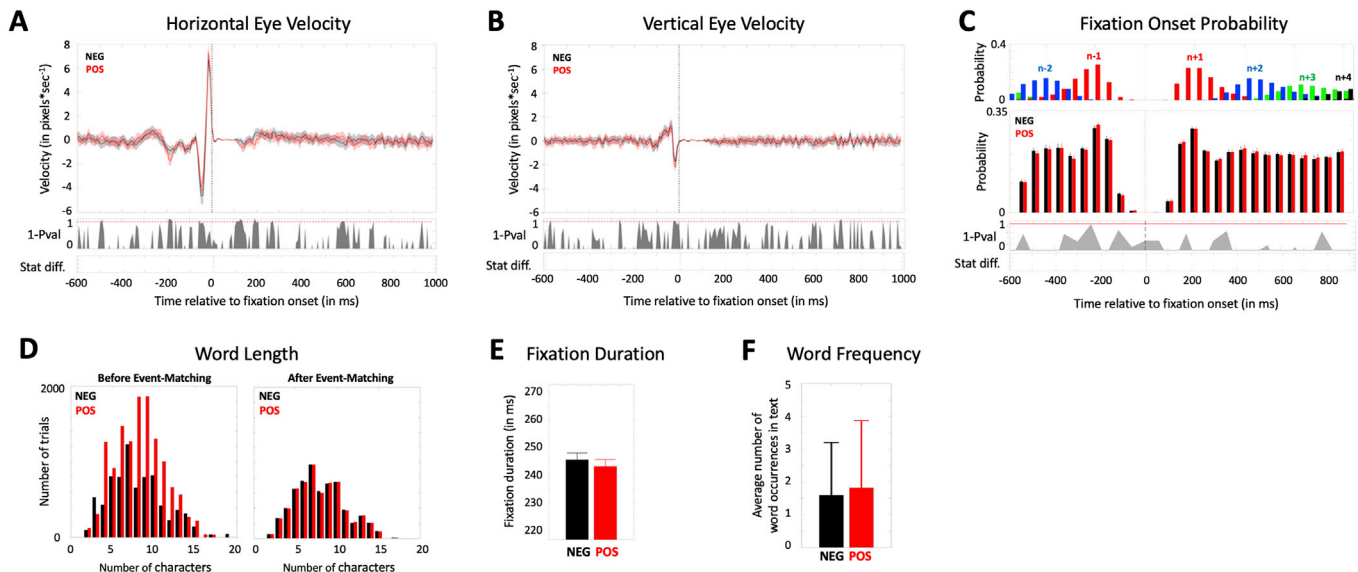 A
Horizontal Eye Velocity
NEG
POS
Velocity (in pixels*sec⁻¹)
8
6
4
2
0
-2
-4
-6
1-Pval
1
0
Stat diff.
-600 -400 -200 0 200 400 600 800 1000
Time relative to fixation onset (in ms)
B
Vertical Eye Velocity
NEG
POS
Velocity (in pixels*sec⁻¹)
8
6
4
2
0
-2
-4
-6
1-Pval
1
0
Stat diff.
-600 -400 -200 0 200 400 600 800 1000
Time relative to fixation onset (in ms)
C
Fixation Onset Probability
Probability
0.4
0
n-2 n-1 n+1 n+2 n+3 n+4
NEG
POS
Probability
0.35
0
1-Pval
1
0
Stat diff.
-600 -400 -200 0 200 400 600 800
Time relative to fixation onset (in ms)
D
Word Length
Before Event-Matching
After Event-Matching
NEG
POS
NEG
POS
Number of trials
2000
1000
0
0 5 10 15 20
0 5 10 15 20
Number of characters
Number of characters
E
Fixation Duration
Fixation duration (in ms)
270
260
250
240
230
220
NEG POS
F
Word Frequency
Average number of
word occurrences in text
5
4
3
2
1
0
NEG POS